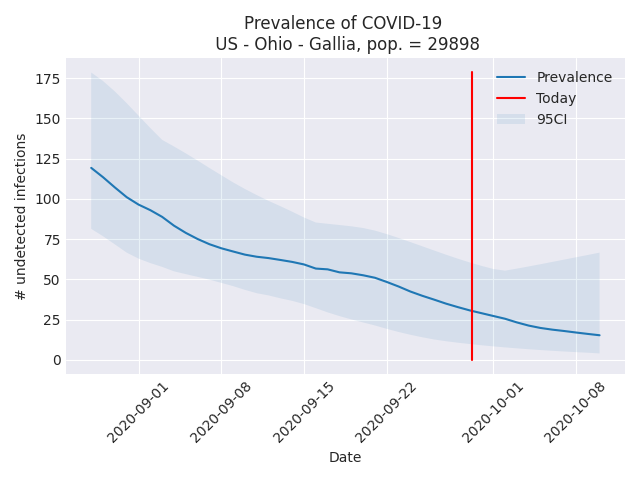 Prevalence of COVID-19
US - Ohio - Gallia, pop. = 29898
# undetected infections
175
150
125
100
75
50
25
0
Prevalence
Today
95CI
2020-09-01
2020-09-08
2020-09-15
2020-09-22
2020-10-01
2020-10-08
Date